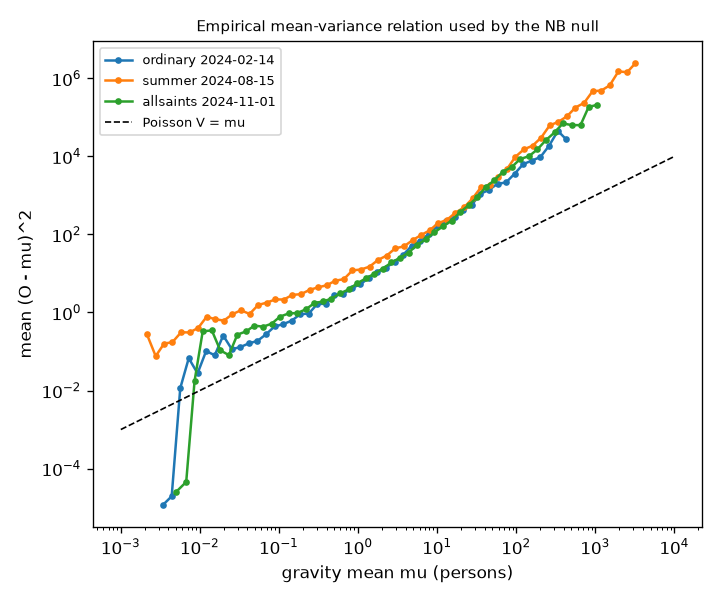 Empirical mean-variance relation used by the NB null
ordinary 2024-02-14
summer 2024-08-15
allsaints 2024-11-01
Poisson V = mu
mean (O - mu)^2
10^6
10^4
10^2
10^0
10^−2
10^−4
10^−3 10^−2 10^−1 10^0 10^1 10^2 10^3 10^4
gravity mean mu (persons)